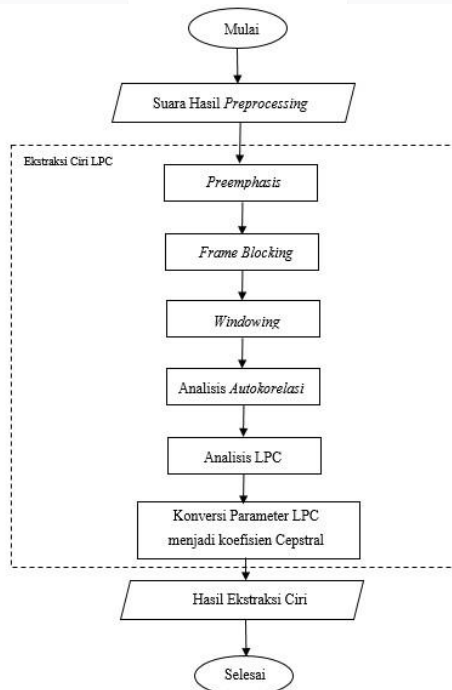 Mulai
Suara Hasil Preprocessing
Ekstraksi Ciri LPC
Preemphasis
Frame Blocking
Windowing
Analisis Autokorelasi
Analisis LPC
Konversi Parameter LPC
menjadi koefisien Cepstral
Hasil Ekstraksi Ciri
Selesai